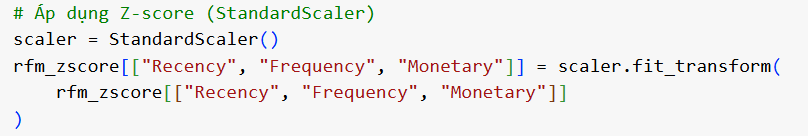 # Áp dụng Z-score (StandardScaler)
scaler = StandardScaler()
rfm_zscore[["Recency", "Frequency", "Monetary"]] = scaler.fit_transform(
    rfm_zscore[["Recency", "Frequency", "Monetary"]]
)